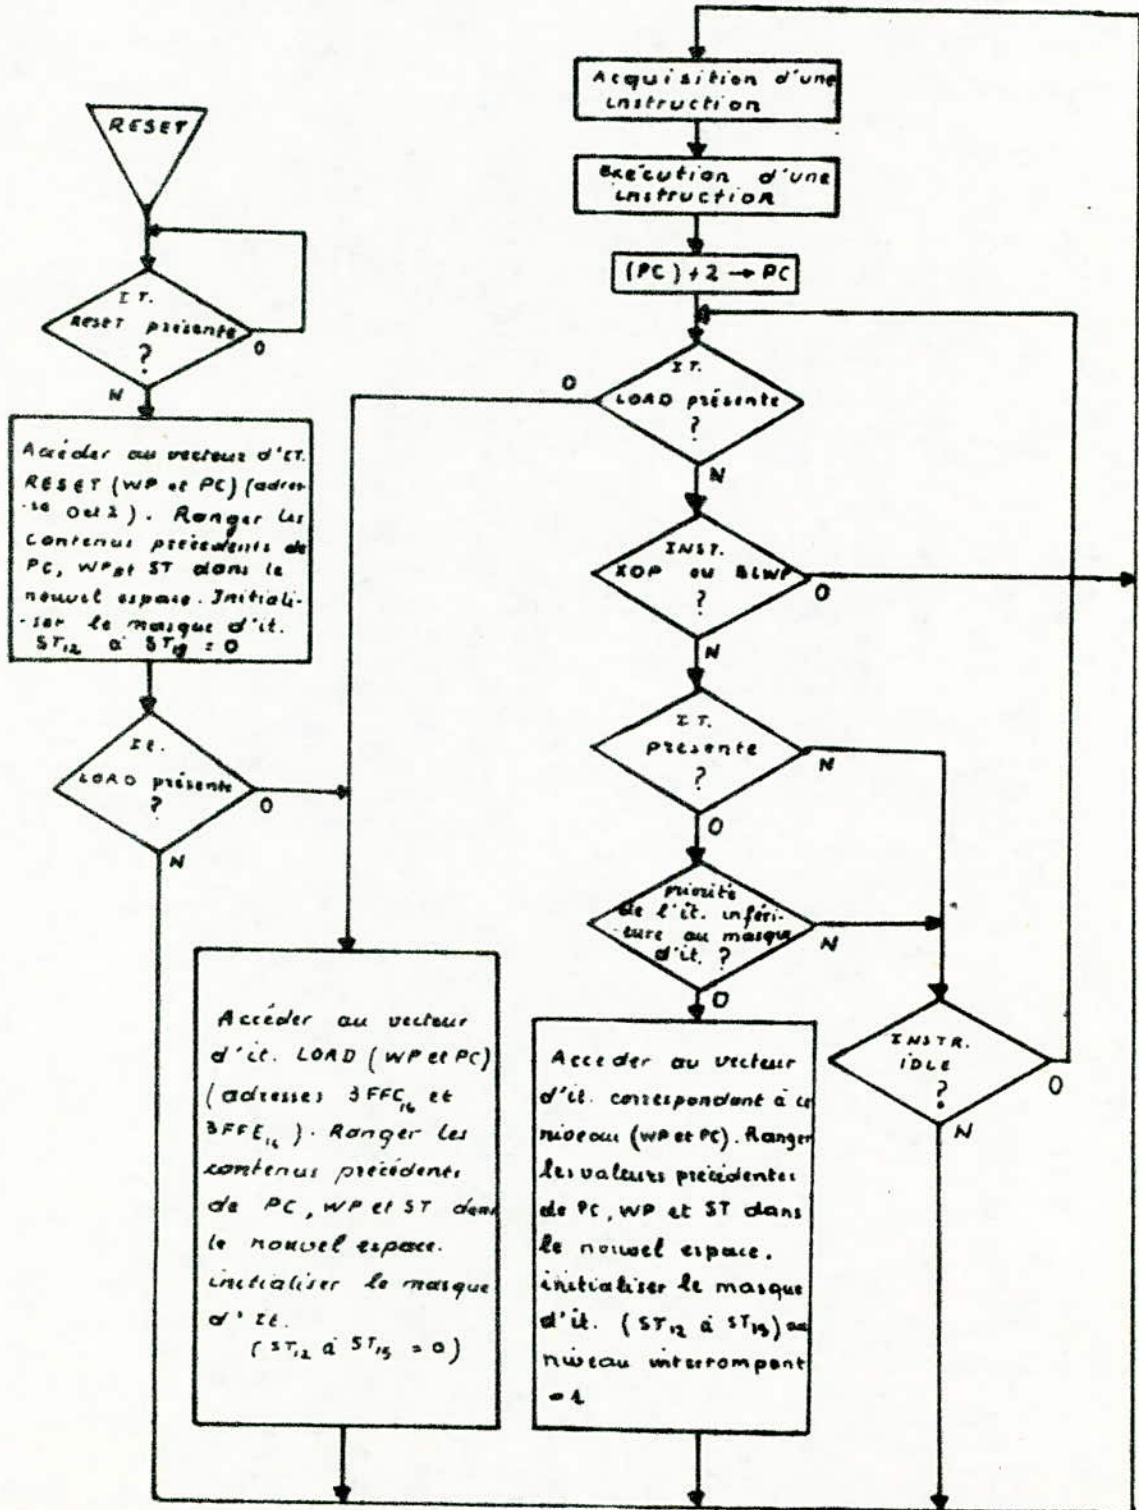 RESET
I T.
RESET présente
?
O
N
Accéder au vecteur d'IT.
RESET (WP et PC) (adres-
-se 0 et 2). Ranger les
contenus précédents de
PC, WP et ST dans le
nouvel espace. Initiali-
-ser le masque d'it.
ST12 à ST15 = 0
It.
LOAD présente
?
O
N
Accéder au vecteur
d'it. LOAD (WP et PC)
(adresses 3FFC16 et
3FFE16). Ranger les
contenus précédents
de PC, WP et ST dans
le nouvel espace.
initialiser le masque
d'It.
(ST12 à ST15 = 0)
Acquisition d'une
instruction
Exécution d'une
instruction
(PC) + 2 → PC
I T.
LOAD présente
?
O
N
INST.
XOP ou BLWP
?
O
N
I T.
présente
?
N
O
priorité
de l'it. inféri-
eure au masque
d'it. ?
N
O
Acceder au vecteur
d'it. correspondant à ce
niveau (WP et PC). Ranger
les valeurs précédentes
de PC, WP et ST dans
le nouvel espace.
initialiser le masque
d'it. (ST12 à ST15) au
niveau interrompant
-1
INSTR.
IDLE
?
O
N